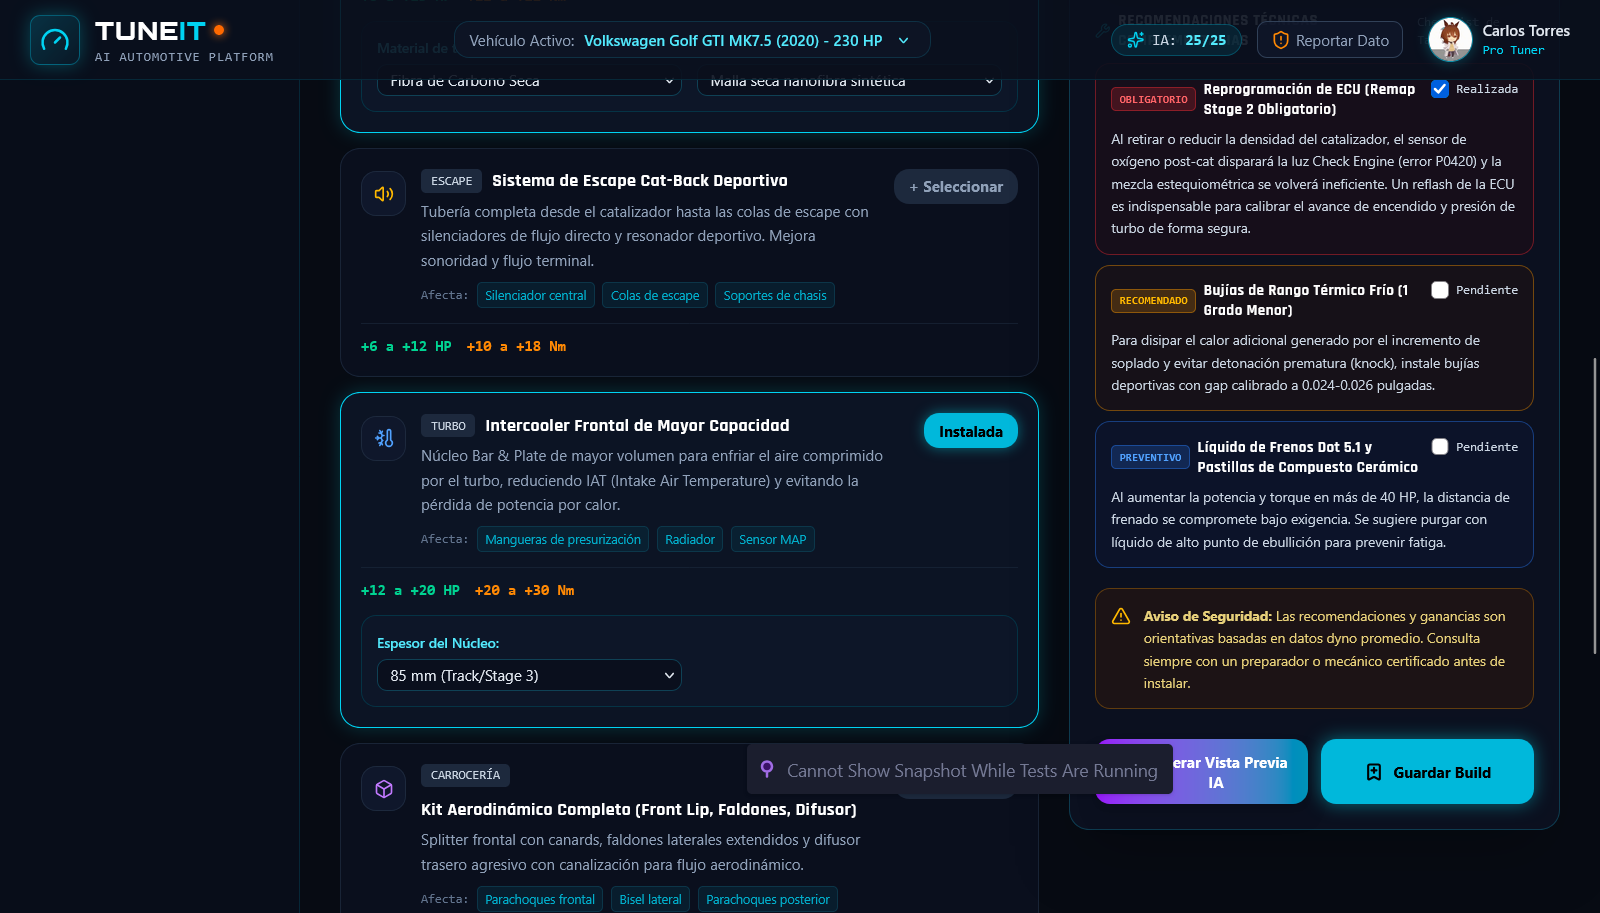 TUNEIT
AI AUTOMOTIVE PLATFORM
Vehículo Activo: Volkswagen Golf GTI MK7.5 (2020) - 230 HP
IA: 25/25
Reportar Dato
Carlos Torres
Pro Tuner
RECOMENDACIONES TÉCNICAS
Material de
Fibra de Carbono Seca
Malla seca nanofibra sintética
ESCAPE
Sistema de Escape Cat-Back Deportivo
+ Seleccionar
Tubería completa desde el catalizador hasta las colas de escape con
silenciadores de flujo directo y resonador deportivo. Mejora
sonoridad y flujo terminal.
Afecta: Silenciador central Colas de escape Soportes de chasis
+6 a +12 HP +10 a +18 Nm
TURBO
Intercooler Frontal de Mayor Capacidad
Instalada
Núcleo Bar & Plate de mayor volumen para enfriar el aire comprimido
por el turbo, reduciendo IAT (Intake Air Temperature) y evitando la
pérdida de potencia por calor.
Afecta: Mangueras de presurización Radiador Sensor MAP
+12 a +20 HP +20 a +30 Nm
Espesor del Núcleo:
85 mm (Track/Stage 3)
CARROCERÍA
Kit Aerodinámico Completo (Front Lip, Faldones, Difusor)
Splitter frontal con canards, faldones laterales extendidos y difusor
trasero agresivo con canalización para flujo aerodinámico.
Afecta: Parachoques frontal Bisel lateral Parachoques posterior
Cannot Show Snapshot While Tests Are Running
OBLIGATORIO
Reprogramación de ECU (Remap
Stage 2 Obligatorio)
Realizada
Al retirar o reducir la densidad del catalizador, el sensor de
oxígeno post-cat disparará la luz Check Engine (error P0420) y la
mezcla estequiométrica se volverá ineficiente. Un reflash de la ECU
es indispensable para calibrar el avance de encendido y presión de
turbo de forma segura.
RECOMENDADO
Bujías de Rango Térmico Frío (1
Grado Menor)
Pendiente
Para disipar el calor adicional generado por el incremento de
soplado y evitar detonación prematura (knock), instale bujías
deportivas con gap calibrado a 0.024-0.026 pulgadas.
PREVENTIVO
Líquido de Frenos Dot 5.1 y
Pastillas de Compuesto Cerámico
Pendiente
Al aumentar la potencia y torque en más de 40 HP, la distancia de
frenado se compromete bajo exigencia. Se sugiere purgar con
líquido de alto punto de ebullición para prevenir fatiga.
Aviso de Seguridad: Las recomendaciones y ganancias son
orientativas basadas en datos dyno promedio. Consulta
siempre con un preparador o mecánico certificado antes de
instalar.
erar Vista Previa
IA
Guardar Build